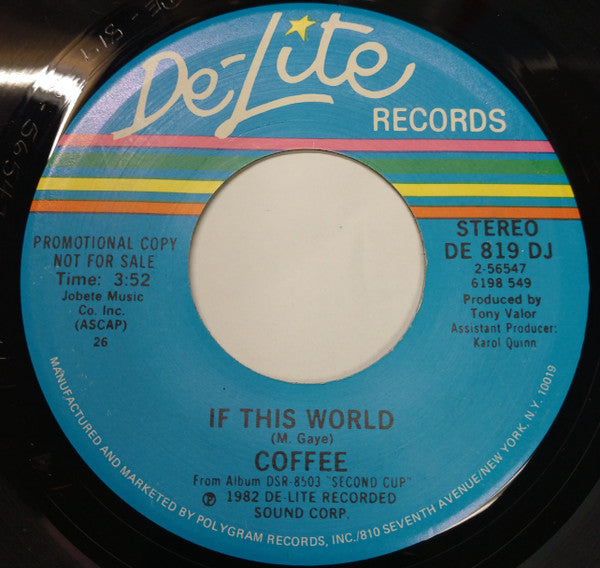 De-Lite
RECORDS
PROMOTIONAL COPY
NOT FOR SALE
Time: 3:52
Jobete Music
Co. Inc.
(ASCAP)
26
STEREO
DE 819 DJ
2-56547
6198 549
Produced by
Tony Valor
Assistant Producer:
Karol Quinn
IF THIS WORLD
(M. Gaye)
COFFEE
From Album DSR-8503 "SECOND CUP"
Ⓟ 1982 DE-LITE RECORDED
SOUND CORP.
MANUFACTURED AND MARKETED BY POLYGRAM RECORDS, INC./810 SEVENTH AVENUE/NEW YORK, N.Y. 10019